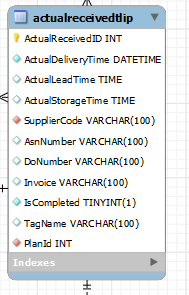 actualreceivedtlip
ActualReceivedID INT
ActualDeliveryTime DATETIME
ActualLeadTime TIME
ActualStorageTime TIME
SupplierCode VARCHAR(100)
AsnNumber VARCHAR(100)
DoNumber VARCHAR(100)
Invoice VARCHAR(100)
IsCompleted TINYINT(1)
TagName VARCHAR(100)
PlanId INT
Indexes